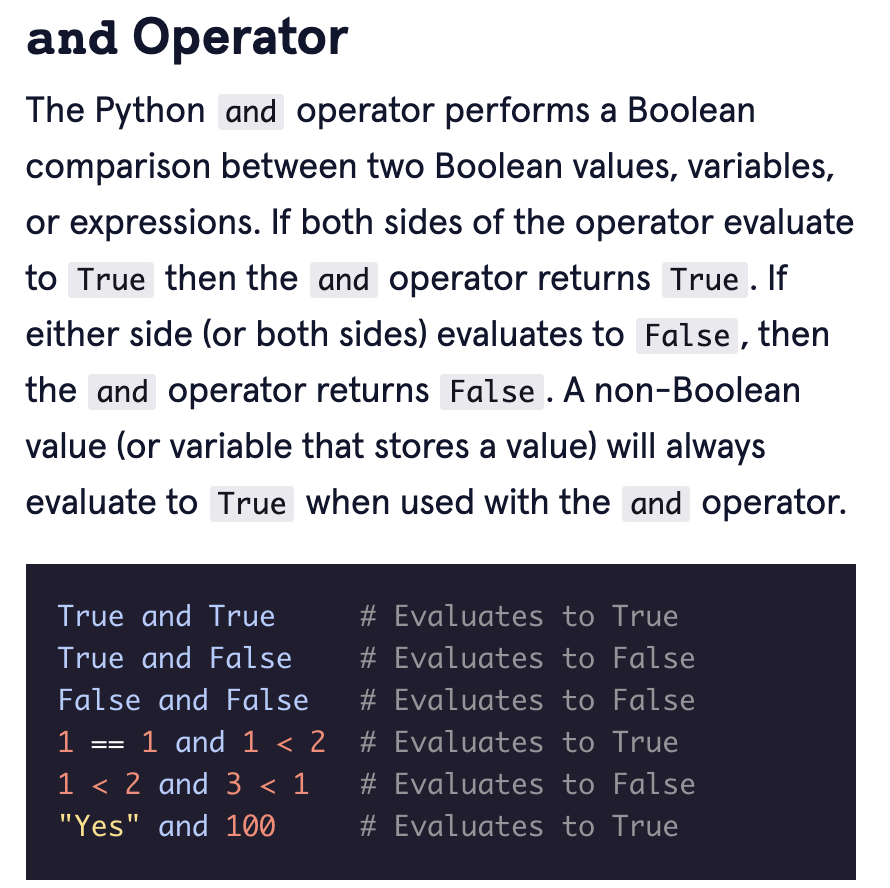 and Operator
The Python and operator performs a Boolean
comparison between two Boolean values, variables,
or expressions. If both sides of the operator evaluate
to True then the and operator returns True. If
either side (or both sides) evaluates to False, then
the and operator returns False. A non-Boolean
value (or variable that stores a value) will always
evaluate to True when used with the and operator.
True and True     # Evaluates to True
True and False    # Evaluates to False
False and False   # Evaluates to False
1 == 1 and 1 < 2  # Evaluates to True
1 < 2 and 3 < 1   # Evaluates to False
"Yes" and 100     # Evaluates to True